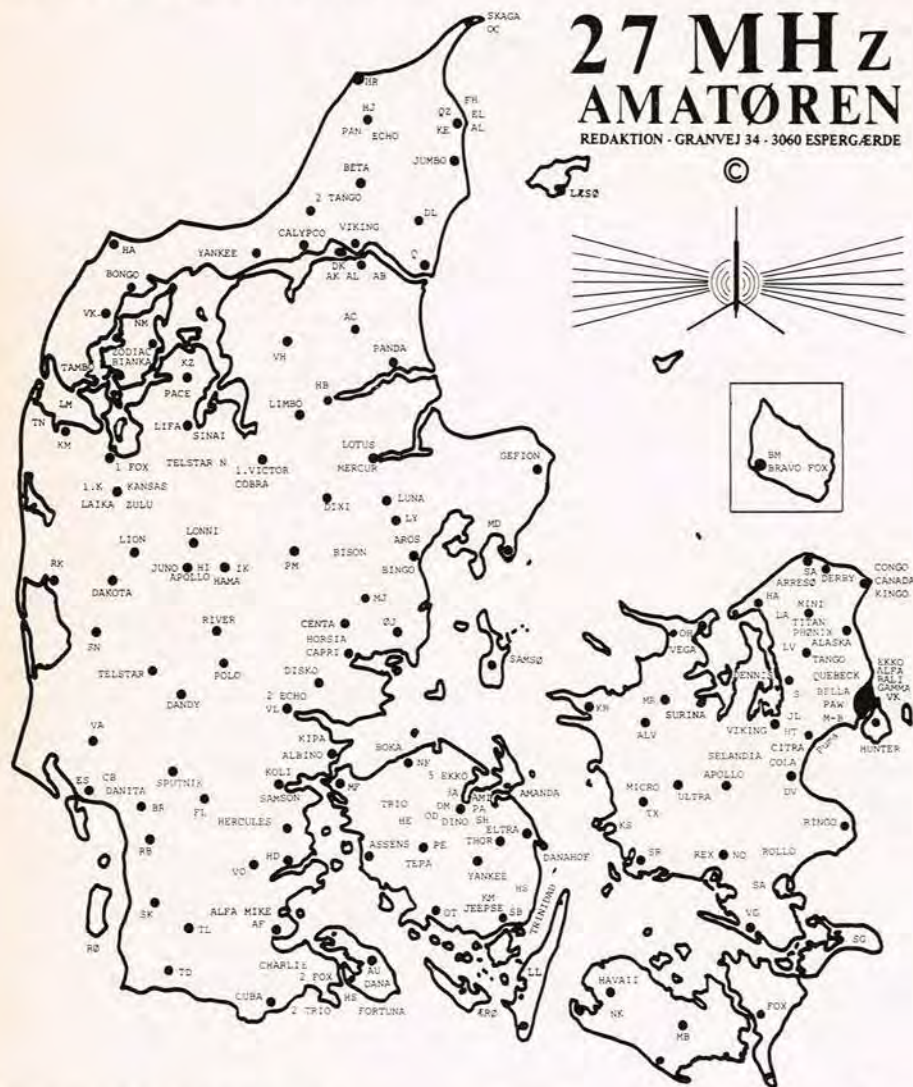 27 MHz
AMATØREN
REDAKTION - GRANVEJ 34 - 3060 ESPERGÆRDE
©
SKAGA
OC
HR
HJ
PAN ECHO
FH
QZ EL
KE AL
JUMBO
BETA
2 TANGO
DL
LÆSØ
HA
YANKEE
CALYPCO
VIKING
DK
AK AL AB
Q
BONGO
VK
NM
ZODIAC
BIANKA
TAMBO
KZ
PACE
VH
AC
PANDA
HB
LIMBO
LM
TN
KM
LIFA
SINAI
1 FOX
TELSTAR N
1.VICTOR
COBRA
LOTUS
MERCUR
GEFION
1.K KANSAS
LAIKA ZULU
DIXI
LUNA
LY
MD
BM
BRAVO FOX
LION
LONNI
PM
BISON
AROS
BINGO
RK
DAKOTA
JUNO HI IK
APOLLO HAMA
MJ
SN
RIVER
CENTA
HORSIA
CAPRI
ØJ
SAMSØ
TELSTAR
POLO
DISKO
DANDY
2 ECHO
VL
VA
KIPA
ALBINO
BOKA
NF
ES CB
DANITA
SPUTNIK
KOLI
SAMSON
MF
5 EKKO
AMANDA
BR
FL
TRIO
HE
OD
OM
DINO
PA
SH
HERCULES
ELTRA
RB
VO
HD
ASSENS
PE
TEPA
THOR
DANAHOF
YANKEE
HS
KM
JEEPSE
SB
OT
TRINIDAD
SK
TL
ALFA MIKE
AF
RØ
TD
CHARLIE
2 FOX
AU
DANA
HS
FORTUNA
CUBA
2 TRIO
ÆRØ
LL
SA
ARRESØ
DERBY
CONGO
CANADA
KINGO
HA
LA
MINI
TITAN
PHØNIX
ALASKA
OR
VEGA
LV
TANGO
DENNIS
S
QUEBECK
BELLA
PAW
M-B
EKKO
ALFA
BALI
GAMMA
VK
KB
MR
SURINA
ALV
VIKING
JL
HT
CITRA
Puma
HUNTER
SELANDIA
COLA
MICRO
TX
ULTRA
APOLLO
DV
KS
RINGO
SR
REX NQ
ROLLO
SA
VG
SG
HAVAII
NK
MB
FOX